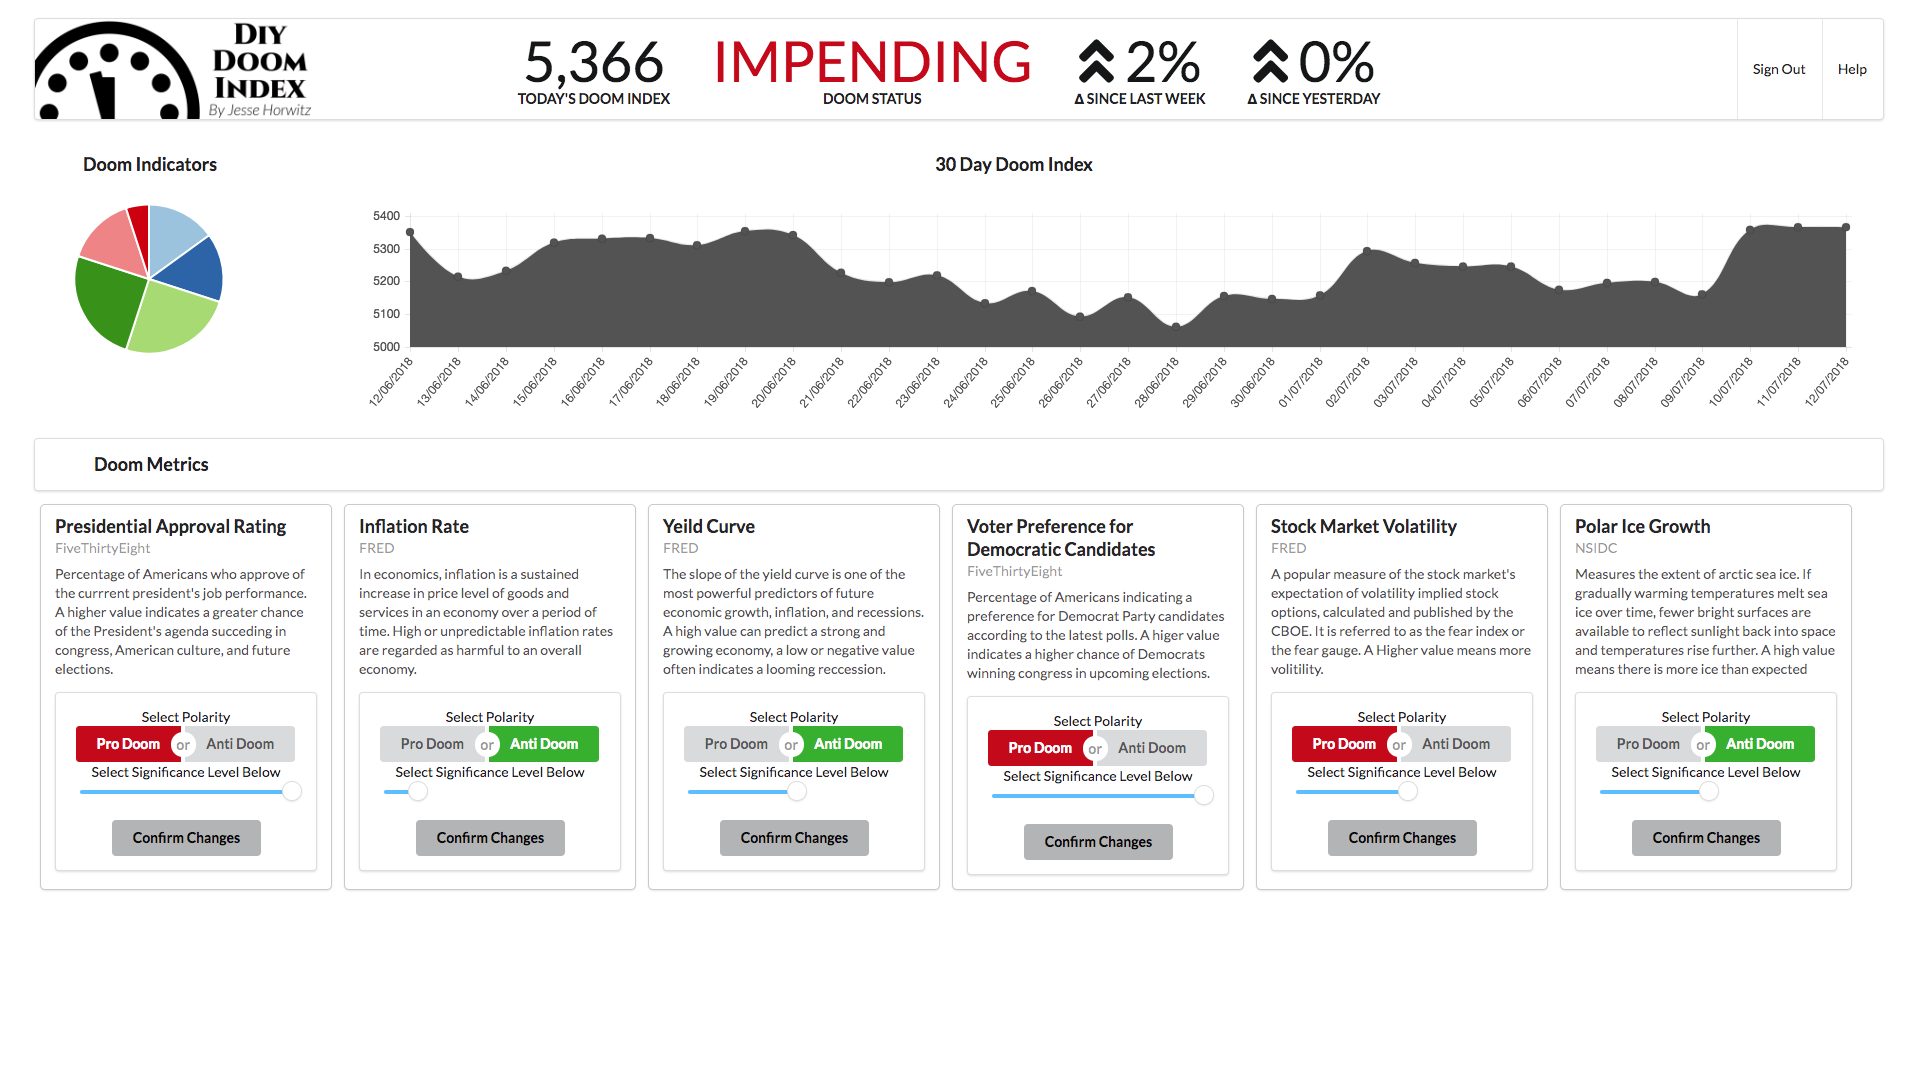 DIY
DOOM
INDEX
By Jesse Horwitz
5,366
TODAY'S DOOM INDEX
IMPENDING
DOOM STATUS
2%
Δ SINCE LAST WEEK
0%
Δ SINCE YESTERDAY
Sign Out
Help
Doom Indicators
30 Day Doom Index
5400
5300
5200
5100
5000
12/06/2018
13/06/2018
14/06/2018
15/06/2018
16/06/2018
17/06/2018
18/06/2018
19/06/2018
20/06/2018
21/06/2018
22/06/2018
23/06/2018
24/06/2018
25/06/2018
26/06/2018
27/06/2018
28/06/2018
29/06/2018
30/06/2018
01/07/2018
02/07/2018
03/07/2018
04/07/2018
05/07/2018
06/07/2018
07/07/2018
08/07/2018
09/07/2018
10/07/2018
11/07/2018
12/07/2018
Doom Metrics
Presidential Approval Rating
FiveThirtyEight
Percentage of Americans who approve of
the currrent president's job performance.
A higher value indicates a greater chance
of the President's agenda succeding in
congress, American culture, and future
elections.
Select Polarity
Pro Doom or Anti Doom
Select Significance Level Below
Confirm Changes
Inflation Rate
FRED
In economics, inflation is a sustained
increase in price level of goods and
services in an economy over a period of
time. High or unpredictable inflation rates
are regarded as harmful to an overall
economy.
Select Polarity
Pro Doom or Anti Doom
Select Significance Level Below
Confirm Changes
Yeild Curve
FRED
The slope of the yield curve is one of the
most powerful predictors of future
economic growth, inflation, and recessions.
A high value can predict a strong and
growing economy, a low or negative value
often indicates a looming reccession.
Select Polarity
Pro Doom or Anti Doom
Select Significance Level Below
Confirm Changes
Voter Preference for
Democratic Candidates
FiveThirtyEight
Percentage of Americans indicating a
preference for Democrat Party candidates
according to the latest polls. A higer value
indicates a higher chance of Democrats
winning congress in upcoming elections.
Select Polarity
Pro Doom or Anti Doom
Select Significance Level Below
Confirm Changes
Stock Market Volatility
FRED
A popular measure of the stock market's
expectation of volatility implied stock
options, calculated and published by the
CBOE. It is referred to as the fear index or
the fear gauge. A Higher value means more
volitility.
Select Polarity
Pro Doom or Anti Doom
Select Significance Level Below
Confirm Changes
Polar Ice Growth
NSIDC
Measures the extent of arctic sea ice. If
gradually warming temperatures melt sea
ice over time, fewer bright surfaces are
available to reflect sunlight back into space
and temperatures rise further. A high value
means there is more ice than expected
Select Polarity
Pro Doom or Anti Doom
Select Significance Level Below
Confirm Changes